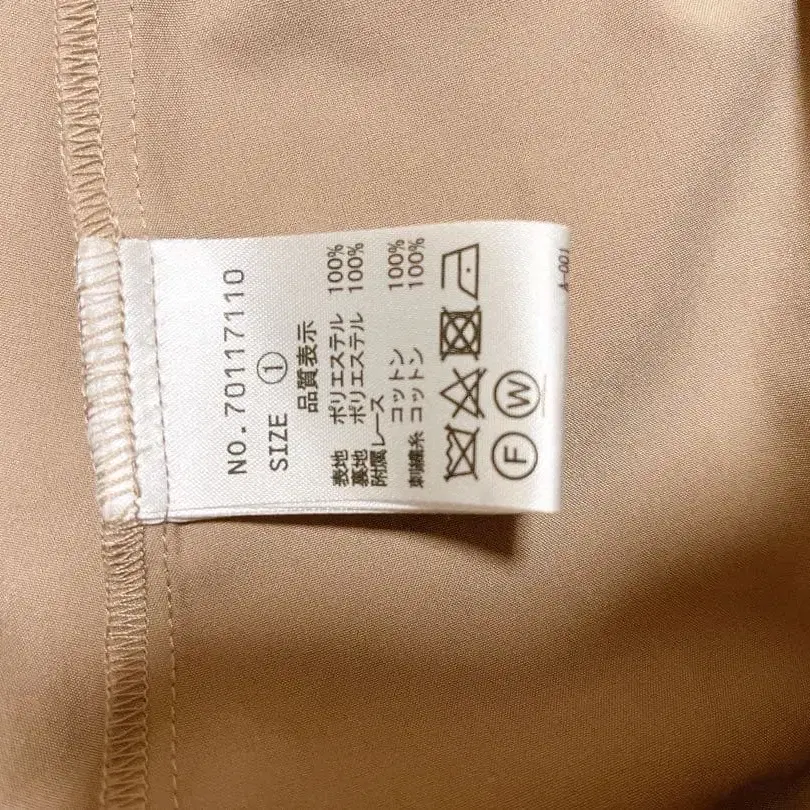 NO.70117110
SIZE ①
品質表示
表地 ポリエステル 100%
裏地 ポリエステル 100%
附属レース
コットン 100%
刺繍糸 コットン 100%
F W
A-001